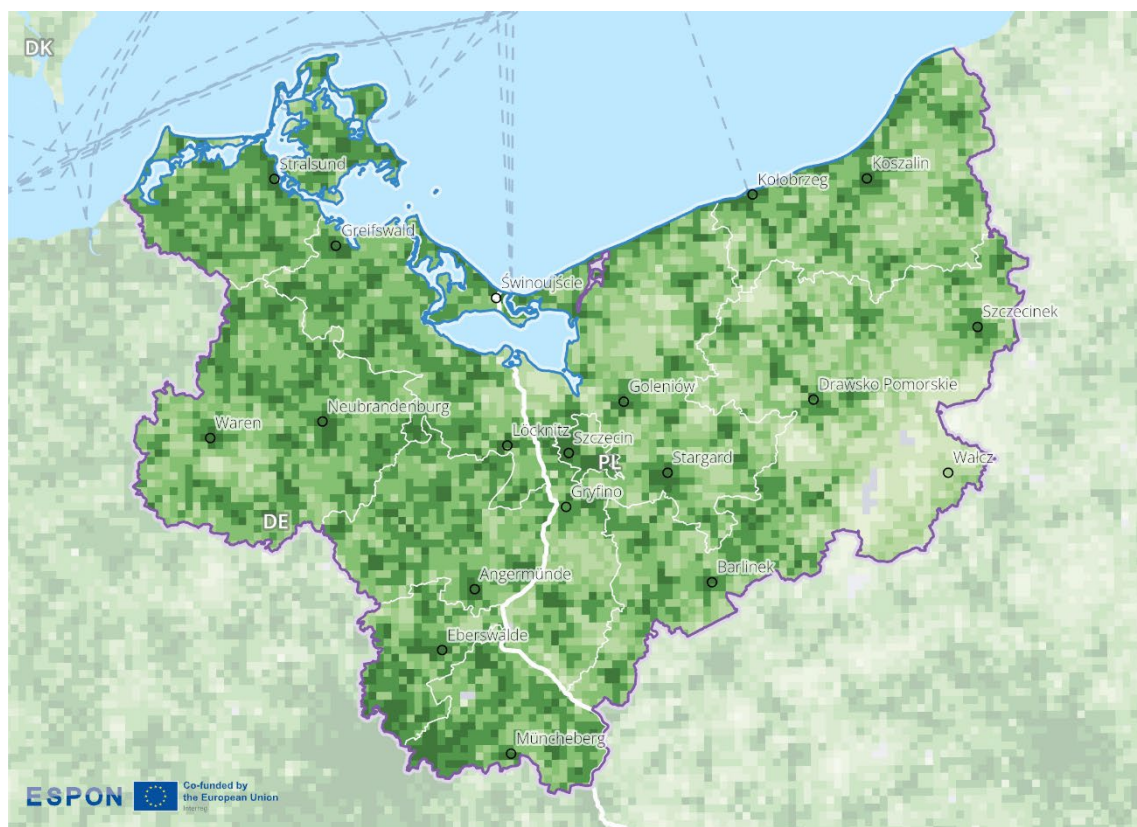 DK
Stralsund
Koszalin
Kołobrzeg
Greifswald
Świnoujście
Szczecinek
Drawsko Pomorskie
Goleniów
Neubrandenburg
Waren
Löcknitz
Szczecin
PL
Stargard
Wałcz
Gryfino
DE
Angermünde
Barlinek
Eberswalde
Müncheberg
ESPON
Co-funded by
the European Union
Interreg